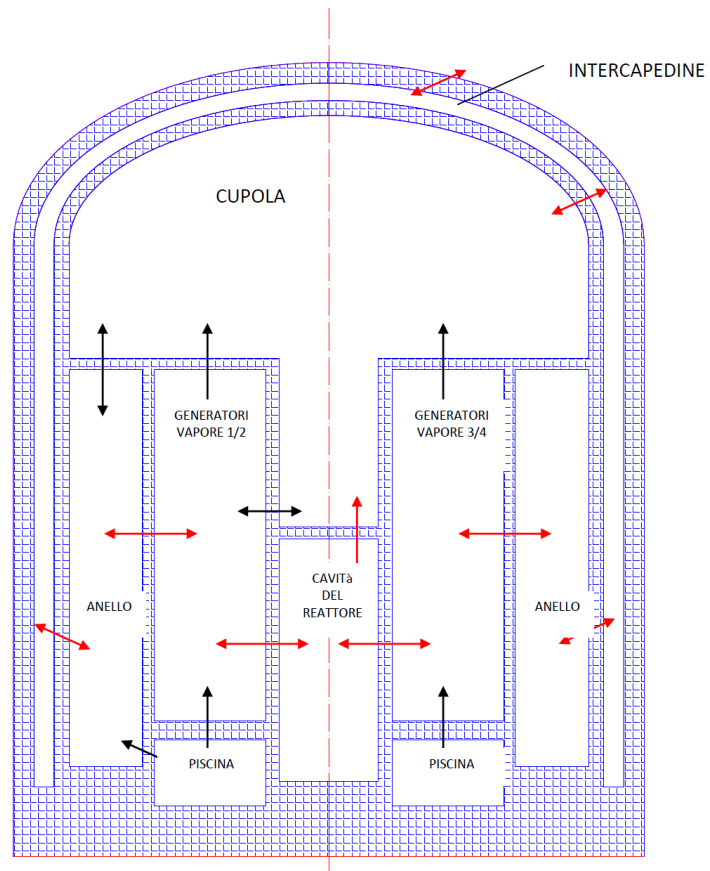 INTERCAPEDINE
CUPOLA
GENERATORI
VAPORE 1/2
GENERATORI
VAPORE 3/4
CAVITà
DEL
REATTORE
ANELLO
ANELLO
PISCINA
PISCINA